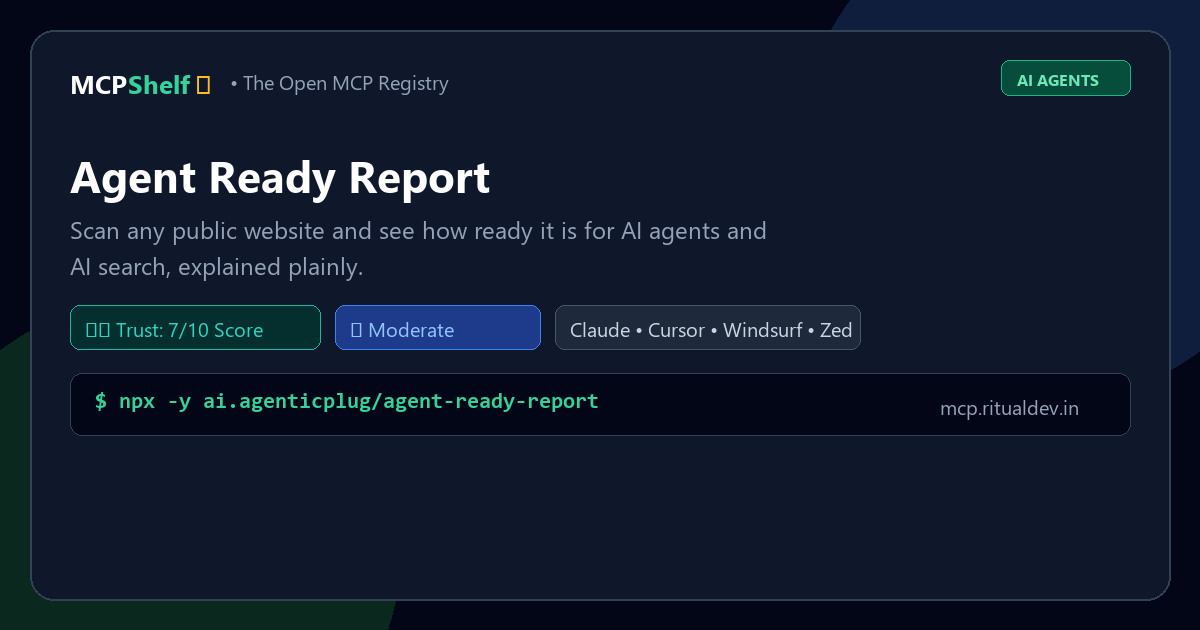 MCPShelf • The Open MCP Registry
AI AGENTS
Agent Ready Report
Scan any public website and see how ready it is for AI agents and
AI search, explained plainly.
Trust: 7/10 Score
Moderate
Claude • Cursor • Windsurf • Zed
$ npx -y ai.agenticplug/agent-ready-report
mcp.ritualdev.in